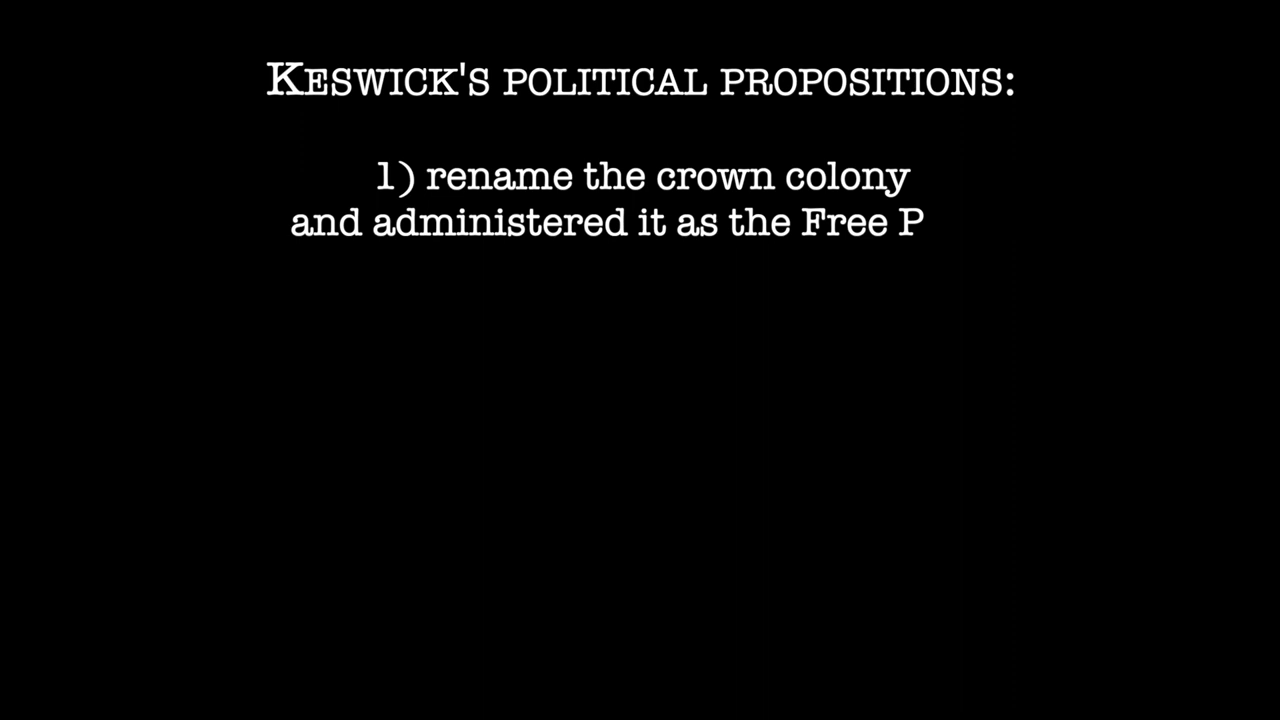 KESWICK'S POLITICAL PROPOSITIONS:
1) rename the crown colony
and administered it as the Free P